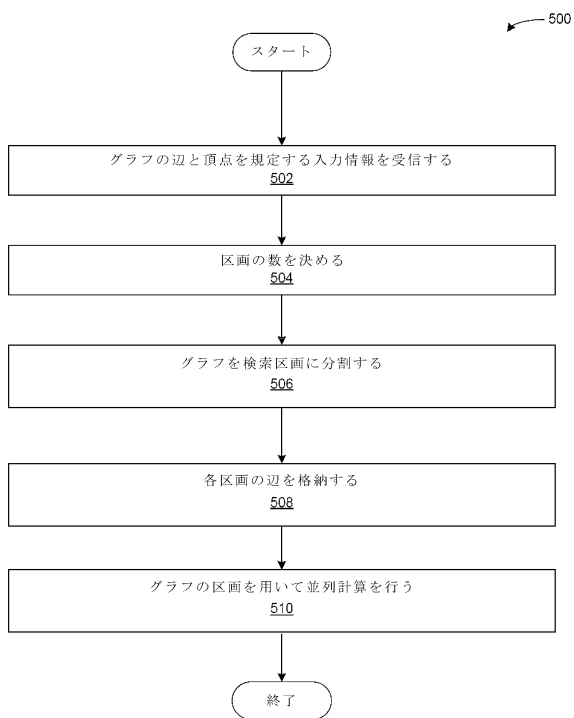 500
スタート
グラフの辺と頂点を規定する入力情報を受信する
502
区画の数を決める
504
グラフを検索区画に分割する
506
各区画の辺を格納する
508
グラフの区画を用いて並列計算を行う
510
終了